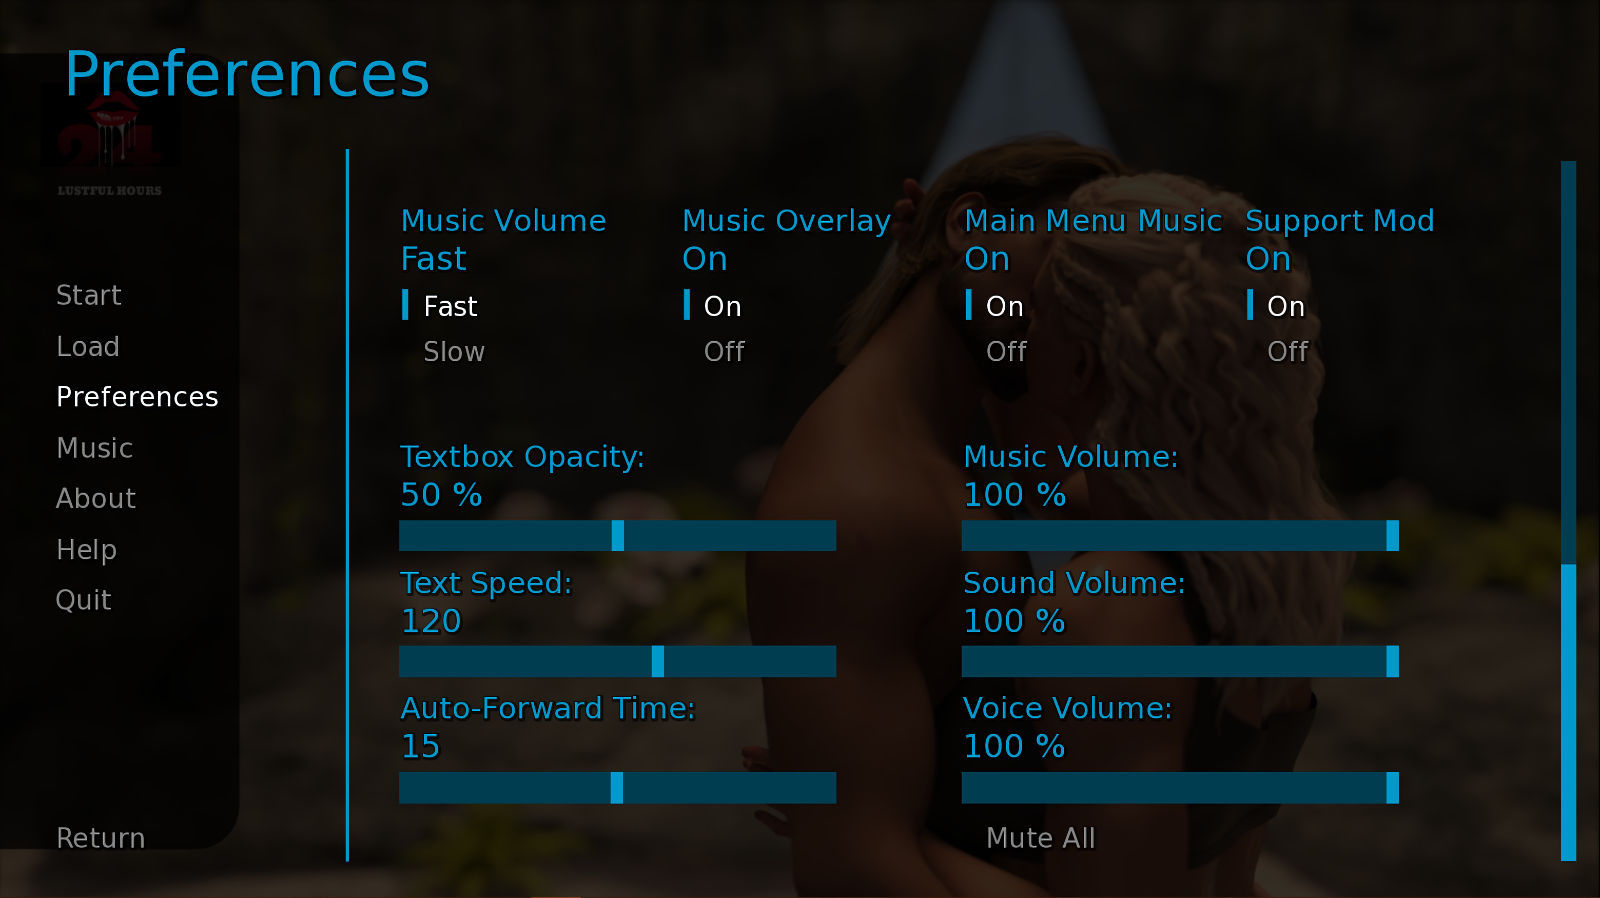 Preferences
24
LUSTFUL HOURS
Start
Load
Preferences
Music
About
Help
Quit
Return
Music Volume
Fast
Fast
Slow
Music Overlay
On
On
Off
Main Menu Music
On
On
Off
Support Mod
On
On
Off
Textbox Opacity:
50 %
Text Speed:
120
Auto-Forward Time:
15
Music Volume:
100 %
Sound Volume:
100 %
Voice Volume:
100 %
Mute All